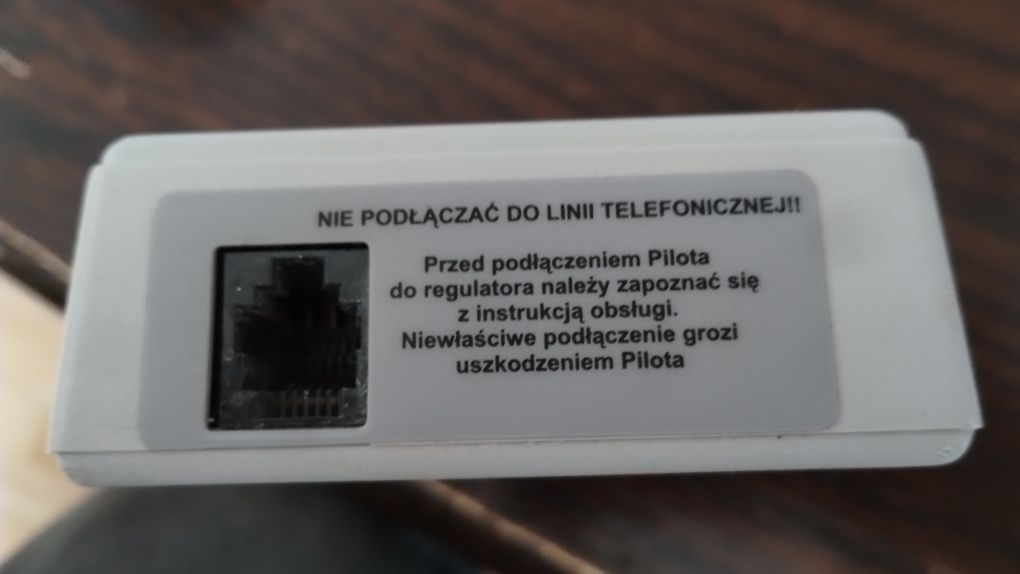 NIE PODŁĄCZAĆ DO LINII TELEFONICZNEJ!!
Przed podłączeniem Pilota
do regulatora należy zapoznać się
z instrukcją obsługi.
Niewłaściwe podłączenie grozi
uszkodzeniem Pilota